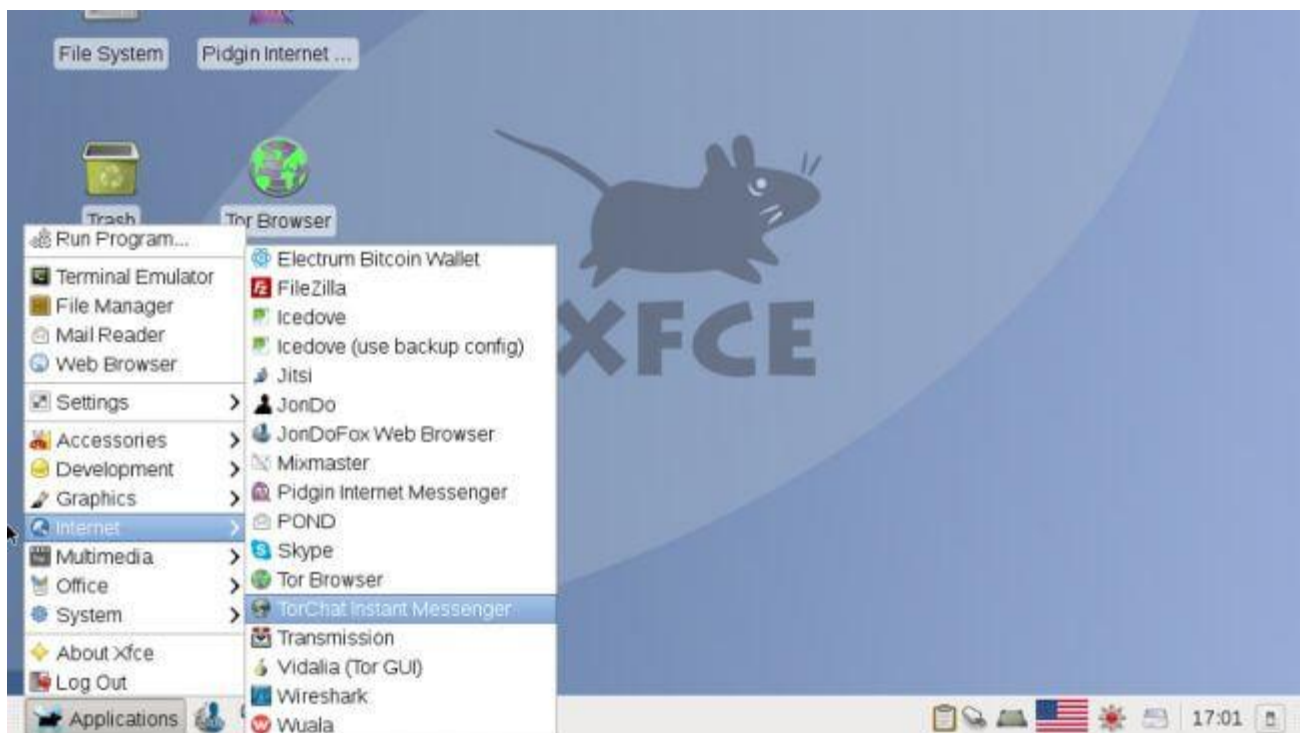 File System
Pidgin Internet ...
Trash
Tor Browser
Run Program...
Terminal Emulator
File Manager
Mail Reader
Web Browser
Settings
Accessories
Development
Graphics
Internet
Multimedia
Office
System
About Xfce
Log Out
Electrum Bitcoin Wallet
FileZilla
Icedove
Icedove (use backup config)
Jitsi
JonDo
JonDoFox Web Browser
Mixmaster
Pidgin Internet Messenger
POND
Skype
Tor Browser
TorChat Instant Messenger
Transmission
Vidalia (Tor GUI)
Wireshark
Wuala
XFCE
Applications
17:01